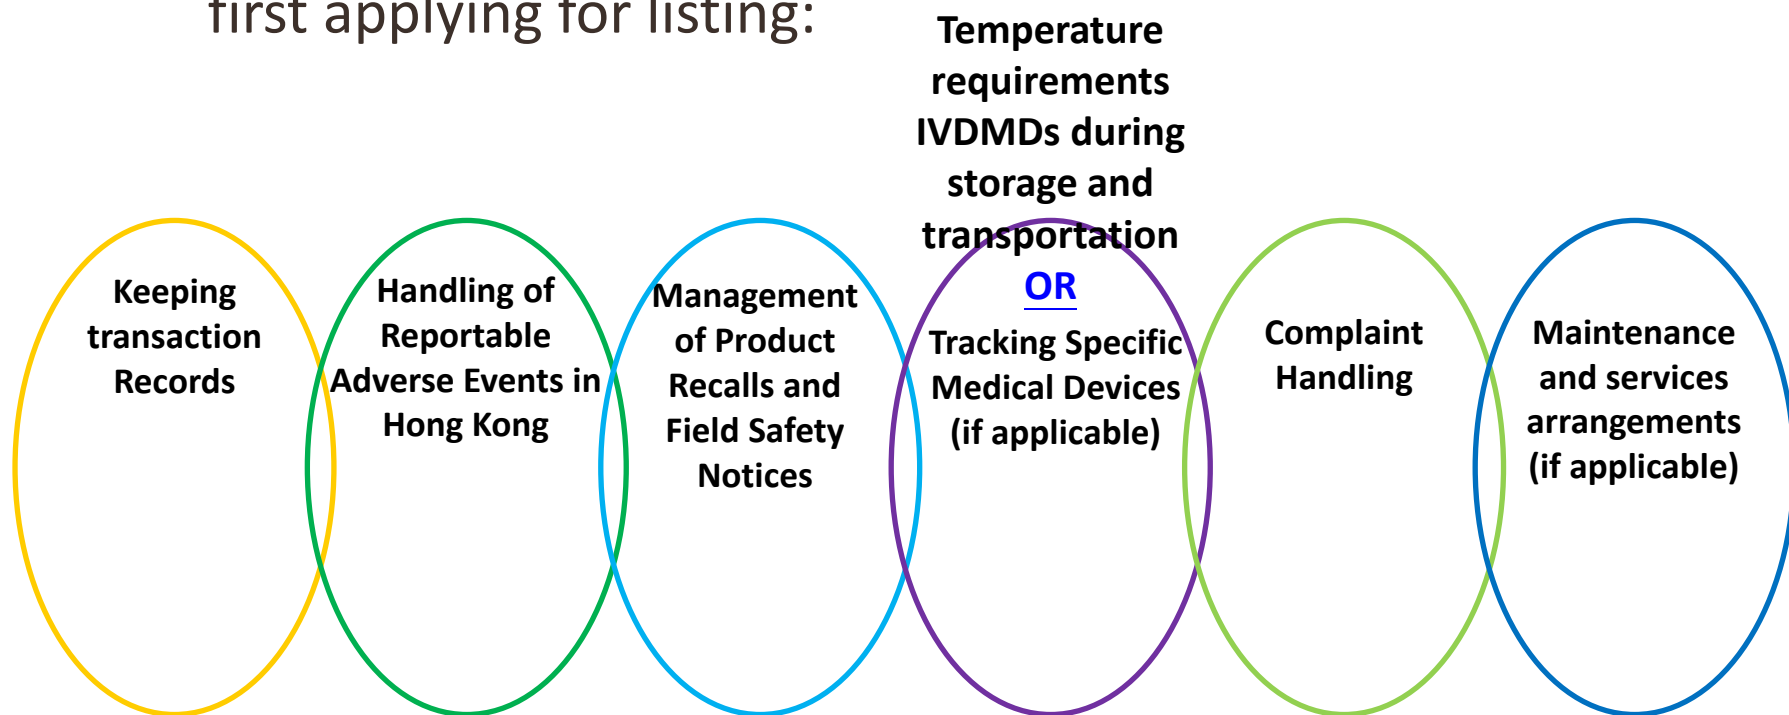 first applying for listing:
Keeping
transaction
Records
Handling of
Reportable
Adverse Events in
Hong Kong
Management
of Product
Recalls and
Field Safety
Notices
Temperature
requirements
IVDMDs during
storage and
transportation
OR
Tracking Specific
Medical Devices
(if applicable)
Complaint
Handling
Maintenance
and services
arrangements
(if applicable)